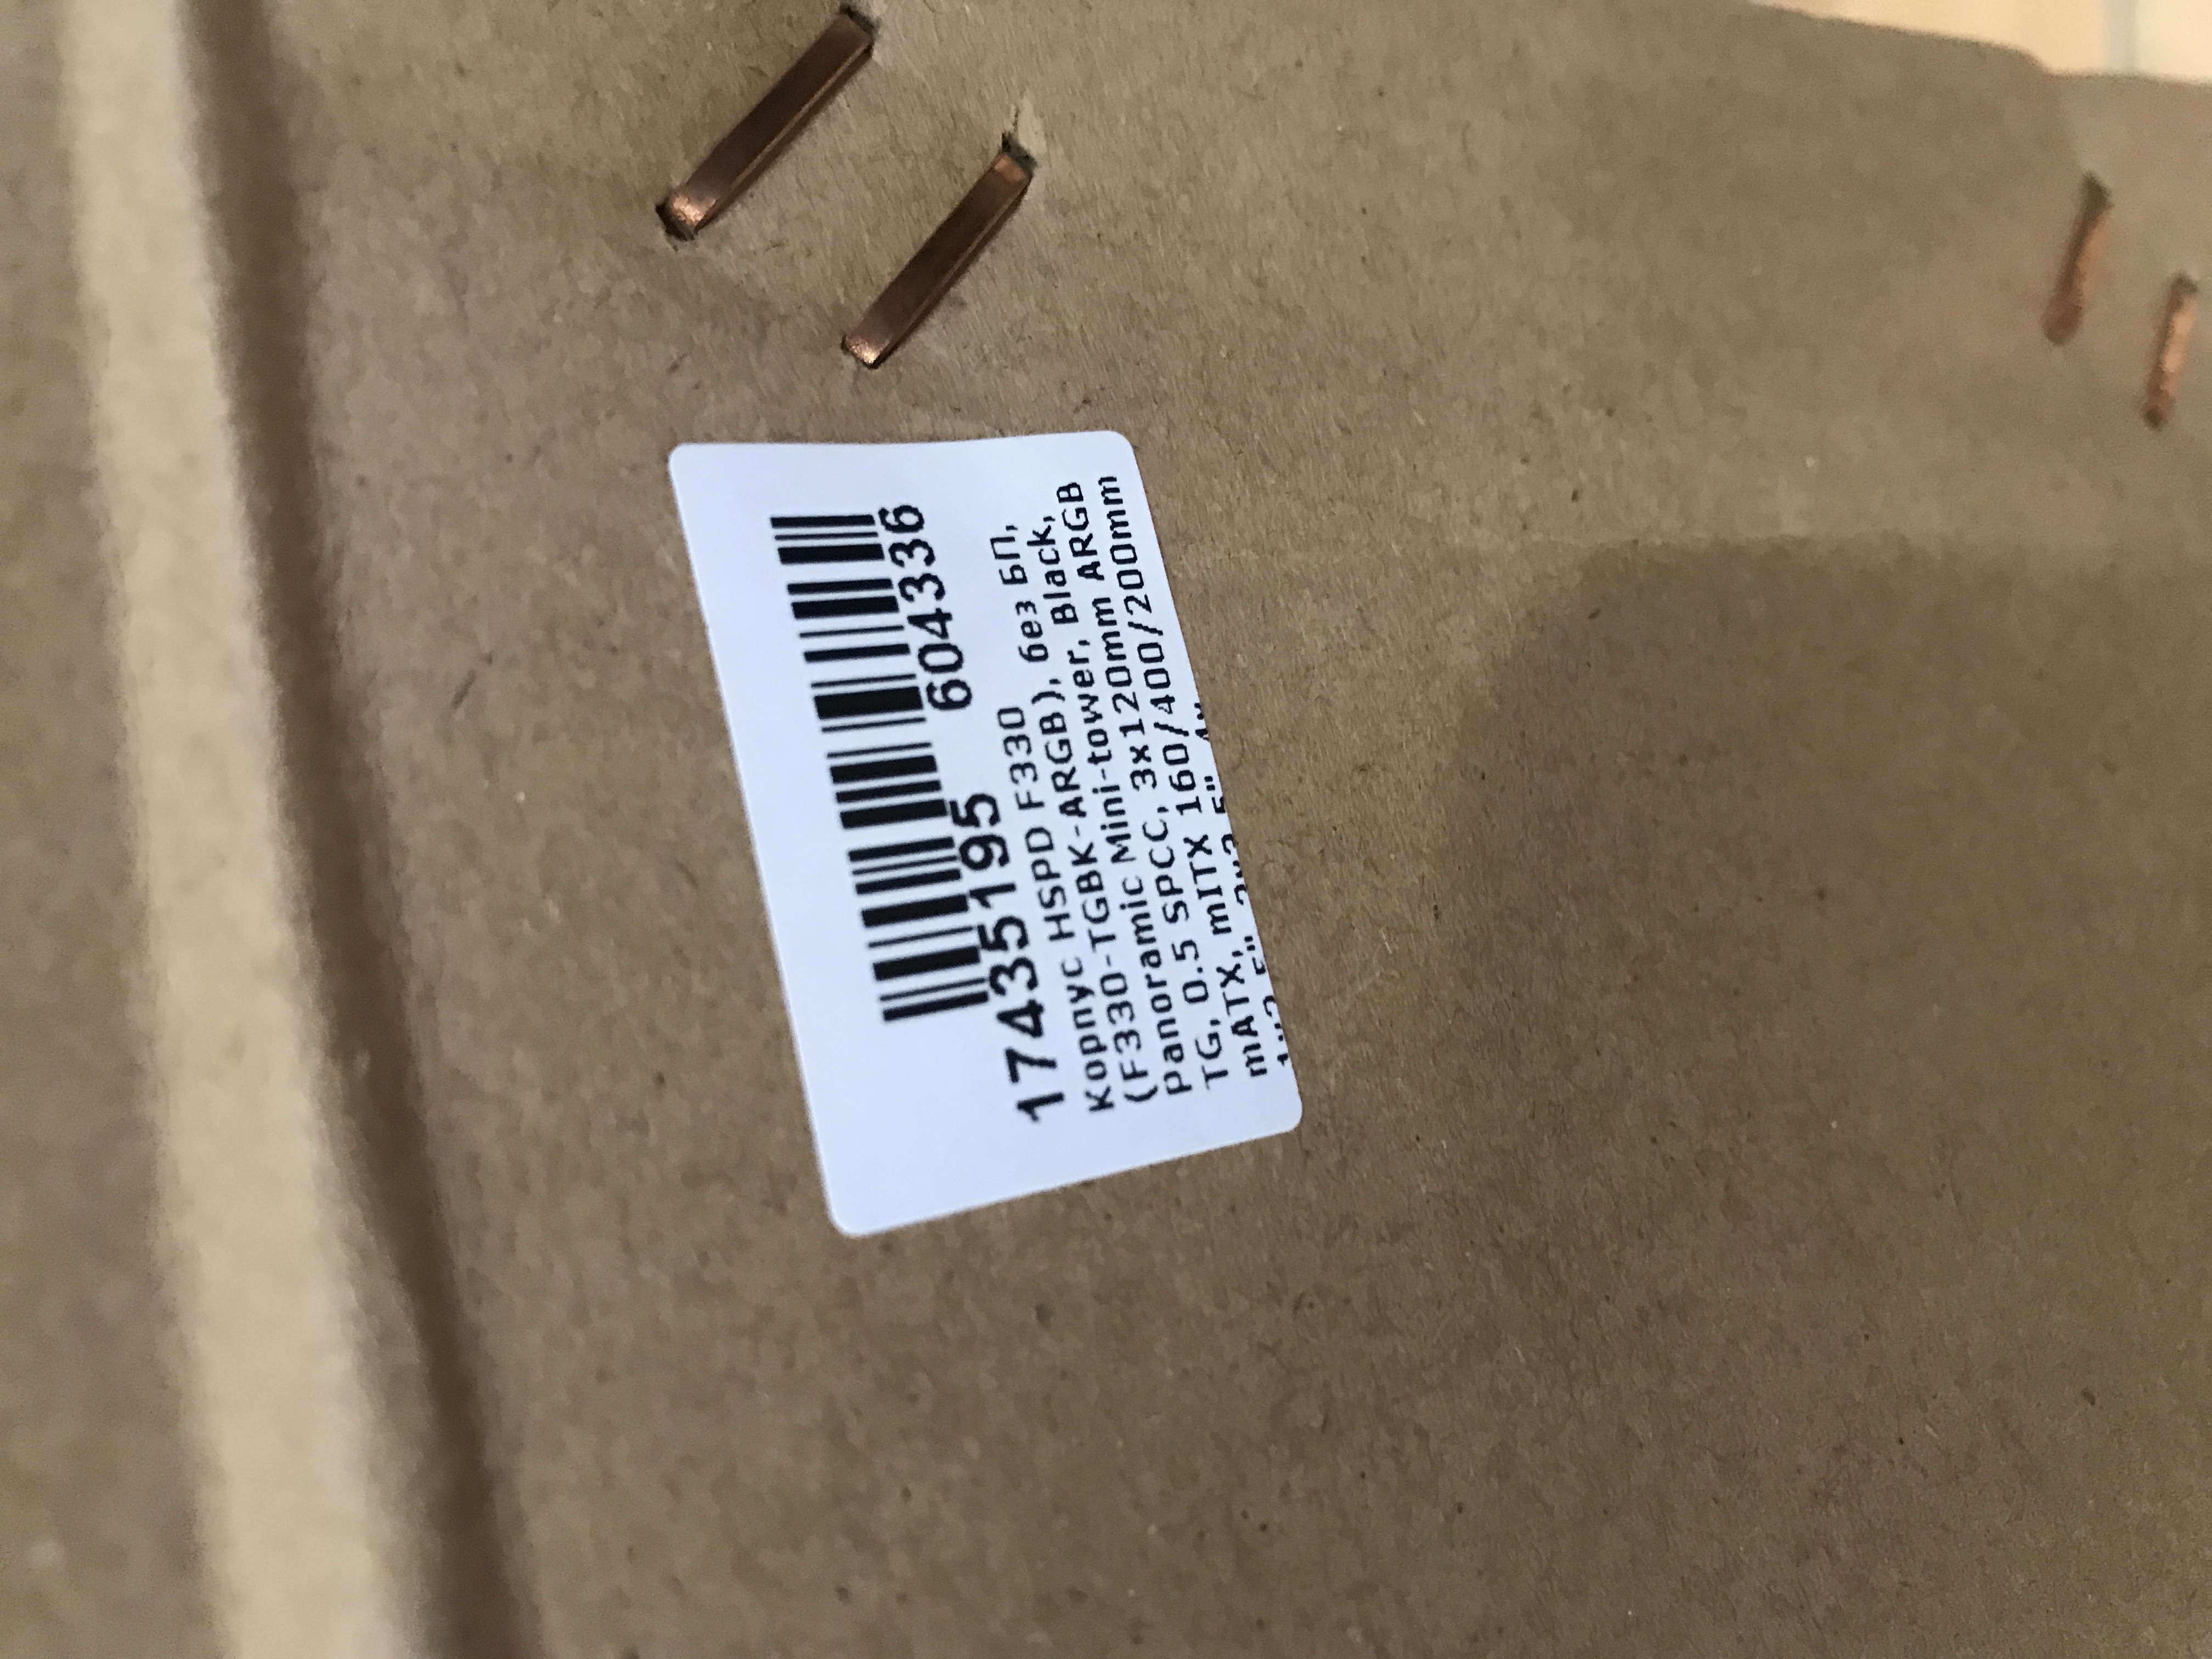 17435195 604336
Корпус HSPD F330
(F330-TGBK-ARGB), без БП,
Panoramic Mini-tower, Black,
TG, 0.5 SPCC, 3x120mm ARGB
mATX, mITX 160/400/200mm